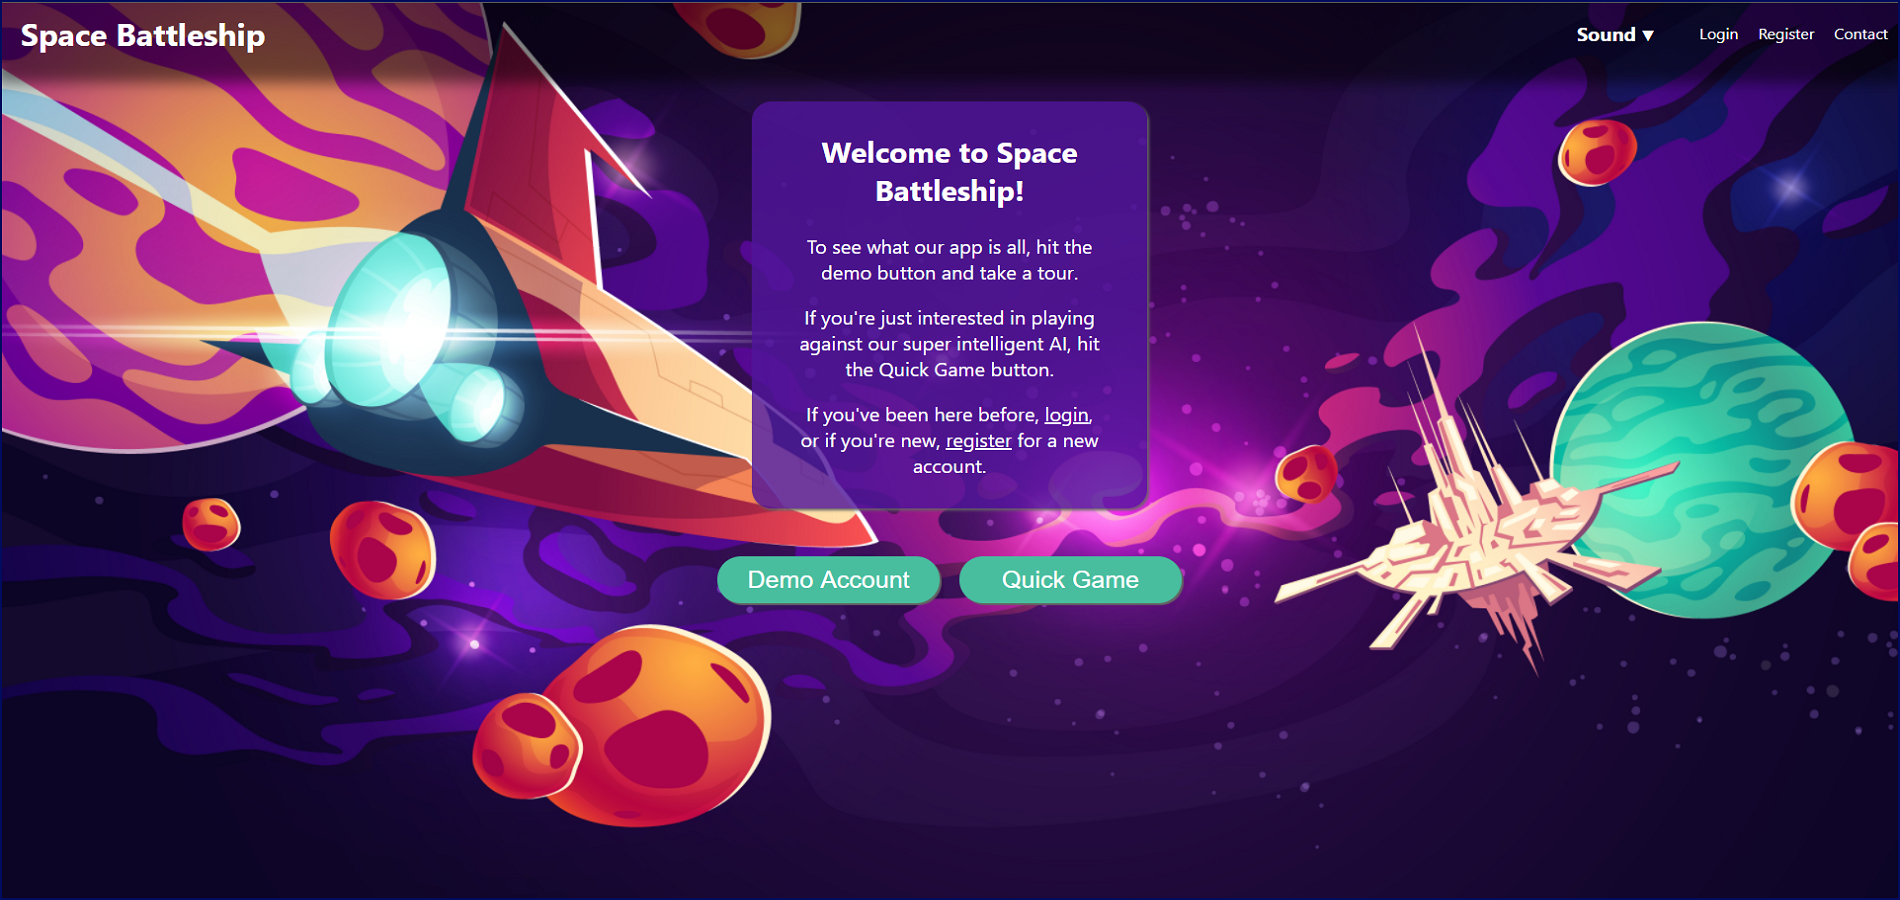 Space Battleship
Sound ▼
Login
Register
Contact
Welcome to Space
Battleship!
To see what our app is all, hit the
demo button and take a tour.
If you're just interested in playing
against our super intelligent AI, hit
the Quick Game button.
If you've been here before, login,
or if you're new, register for a new
account.
Demo Account
Quick Game